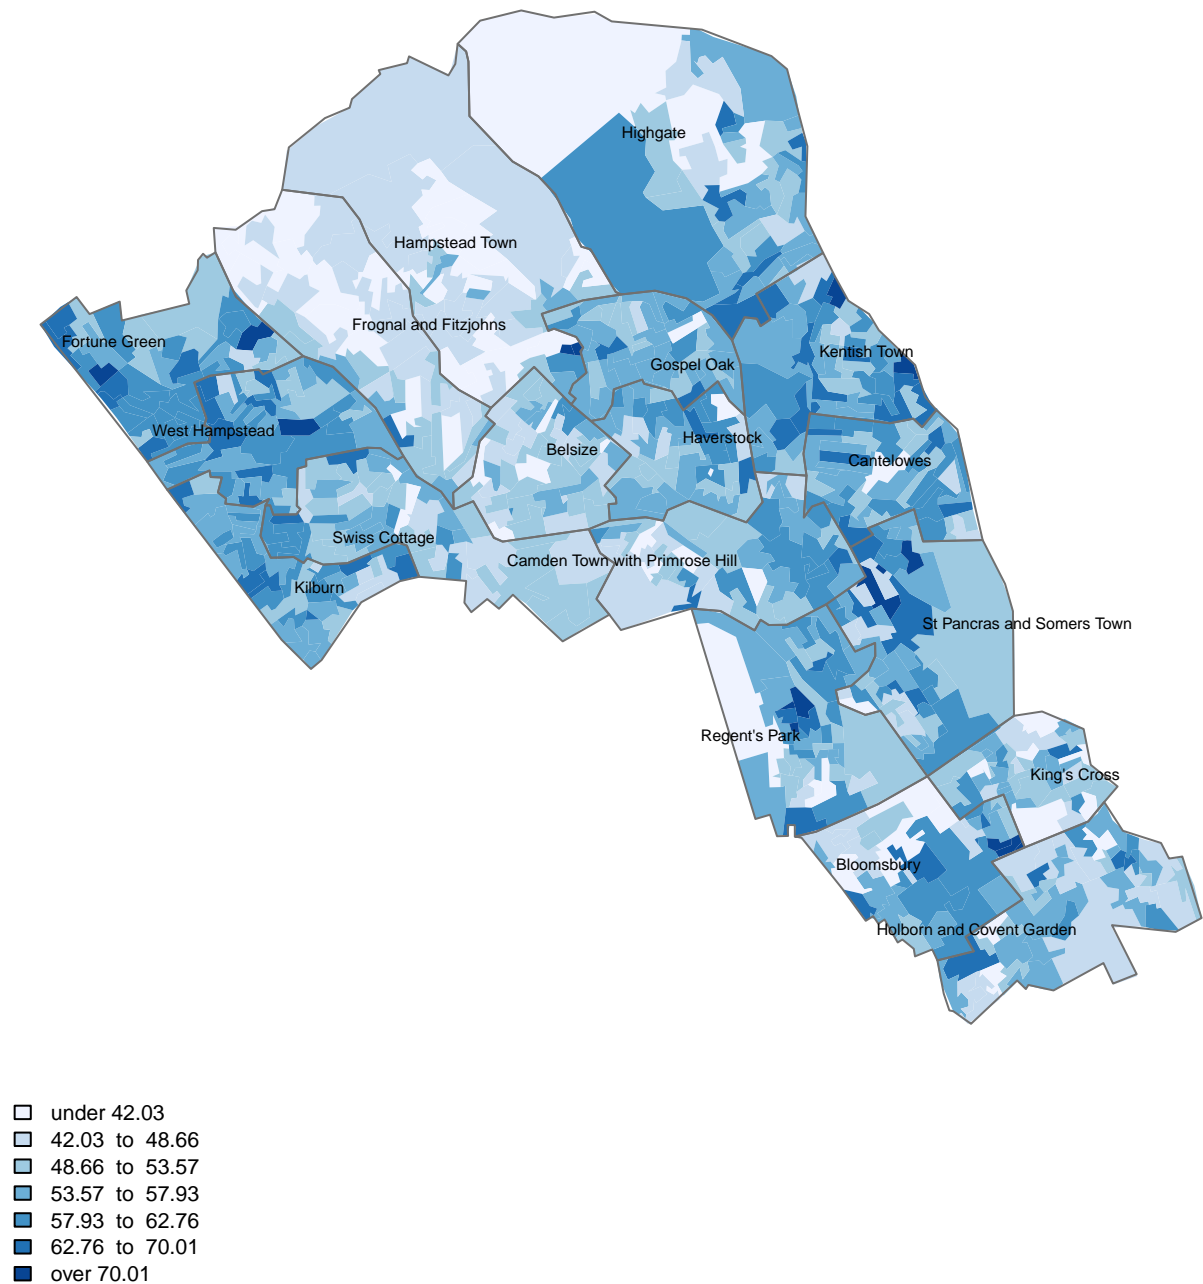 Highgate
Hampstead Town
Frognal and Fitzjohns
Fortune Green
Kentish Town
Gospel Oak
West Hampstead
Haverstock
Belsize
Cantelowes
Swiss Cottage
Camden Town with Primrose Hill
Kilburn
St Pancras and Somers Town
Regent's Park
King's Cross
Bloomsbury
Holborn and Covent Garden
under 42.03
42.03 to 48.66
48.66 to 53.57
53.57 to 57.93
57.93 to 62.76
62.76 to 70.01
over 70.01